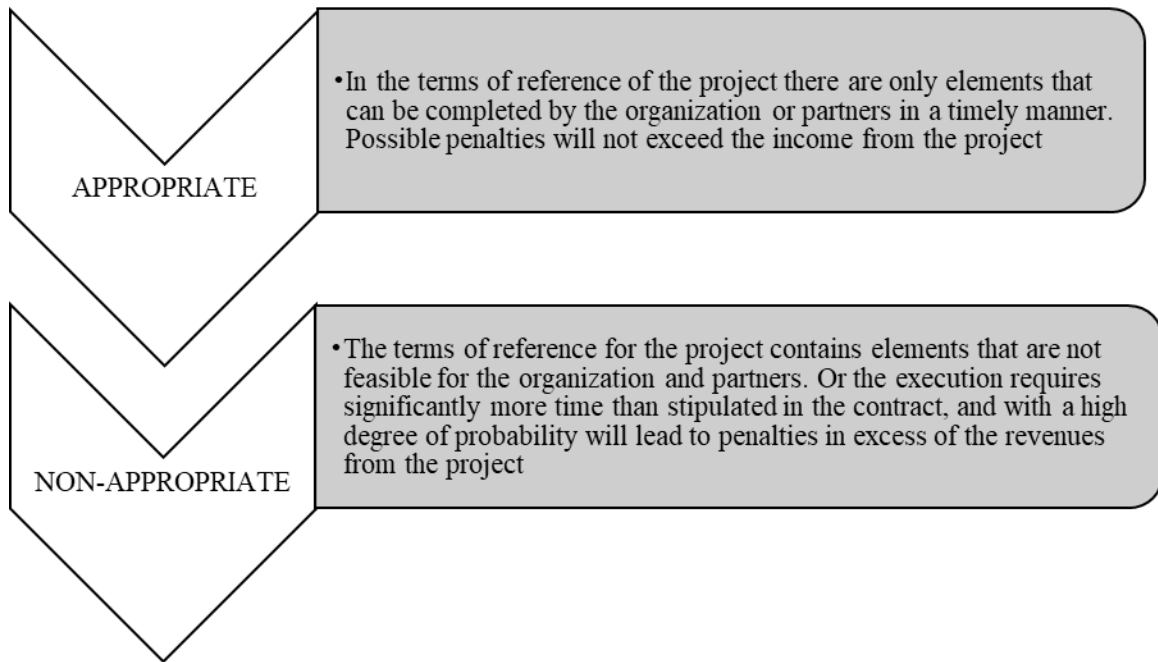 APPROPRIATE
•In the terms of reference of the project there are only elements that
can be completed by the organization or partners in a timely manner.
Possible penalties will not exceed the income from the project
NON-APPROPRIATE
•The terms of reference for the project contains elements that are not
feasible for the organization and partners. Or the execution requires
significantly more time than stipulated in the contract, and with a high
degree of probability will lead to penalties in excess of the revenues
from the project